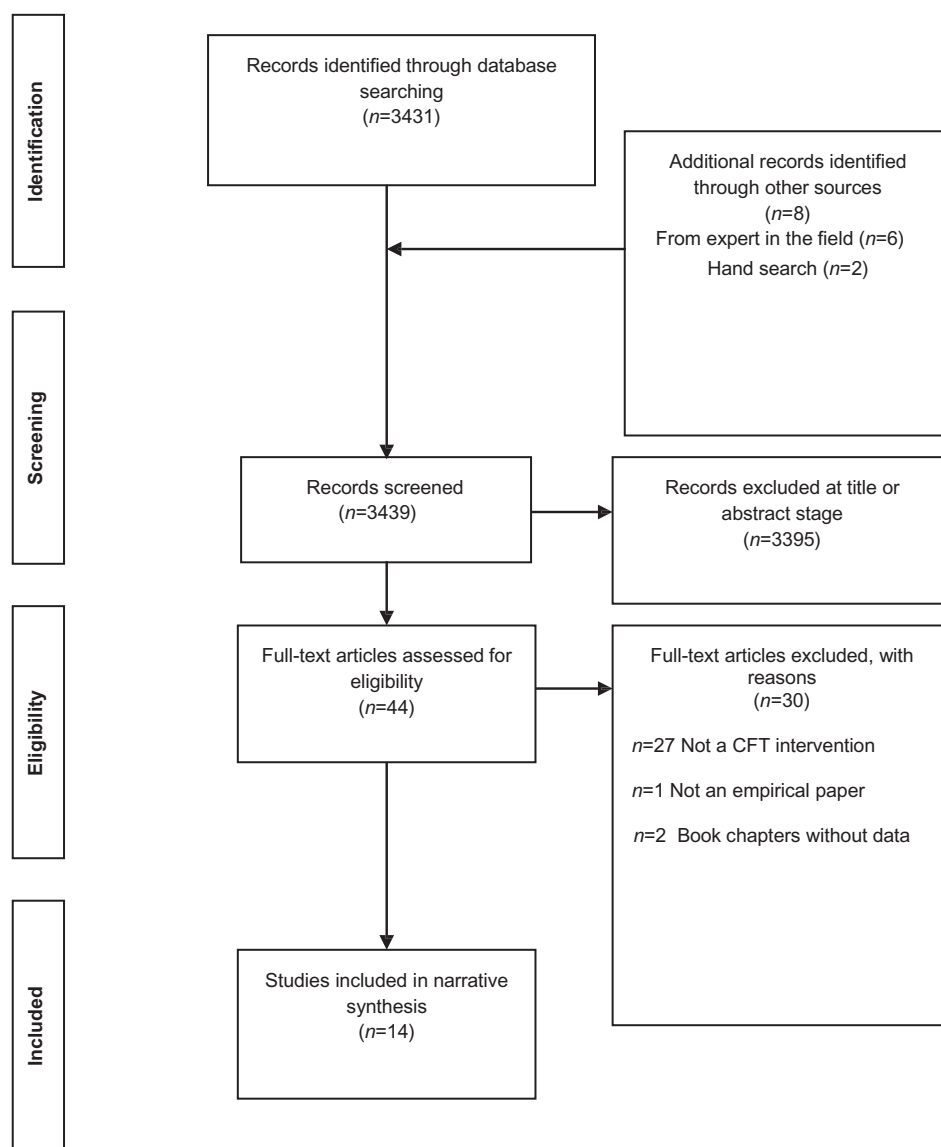 Identification
Records identified through database
searching
(n=3431)
Additional records identified
through other sources
(n=8)
From expert in the field (n=6)
Hand search (n=2)
Screening
Records screened
(n=3439)
Records excluded at title or
abstract stage
(n=3395)
Eligibility
Full-text articles assessed for
eligibility
(n=44)
Full-text articles excluded, with
reasons
(n=30)
n=27 Not a CFT intervention
n=1 Not an empirical paper
n=2 Book chapters without data
Included
Studies included in narrative
synthesis
(n=14)